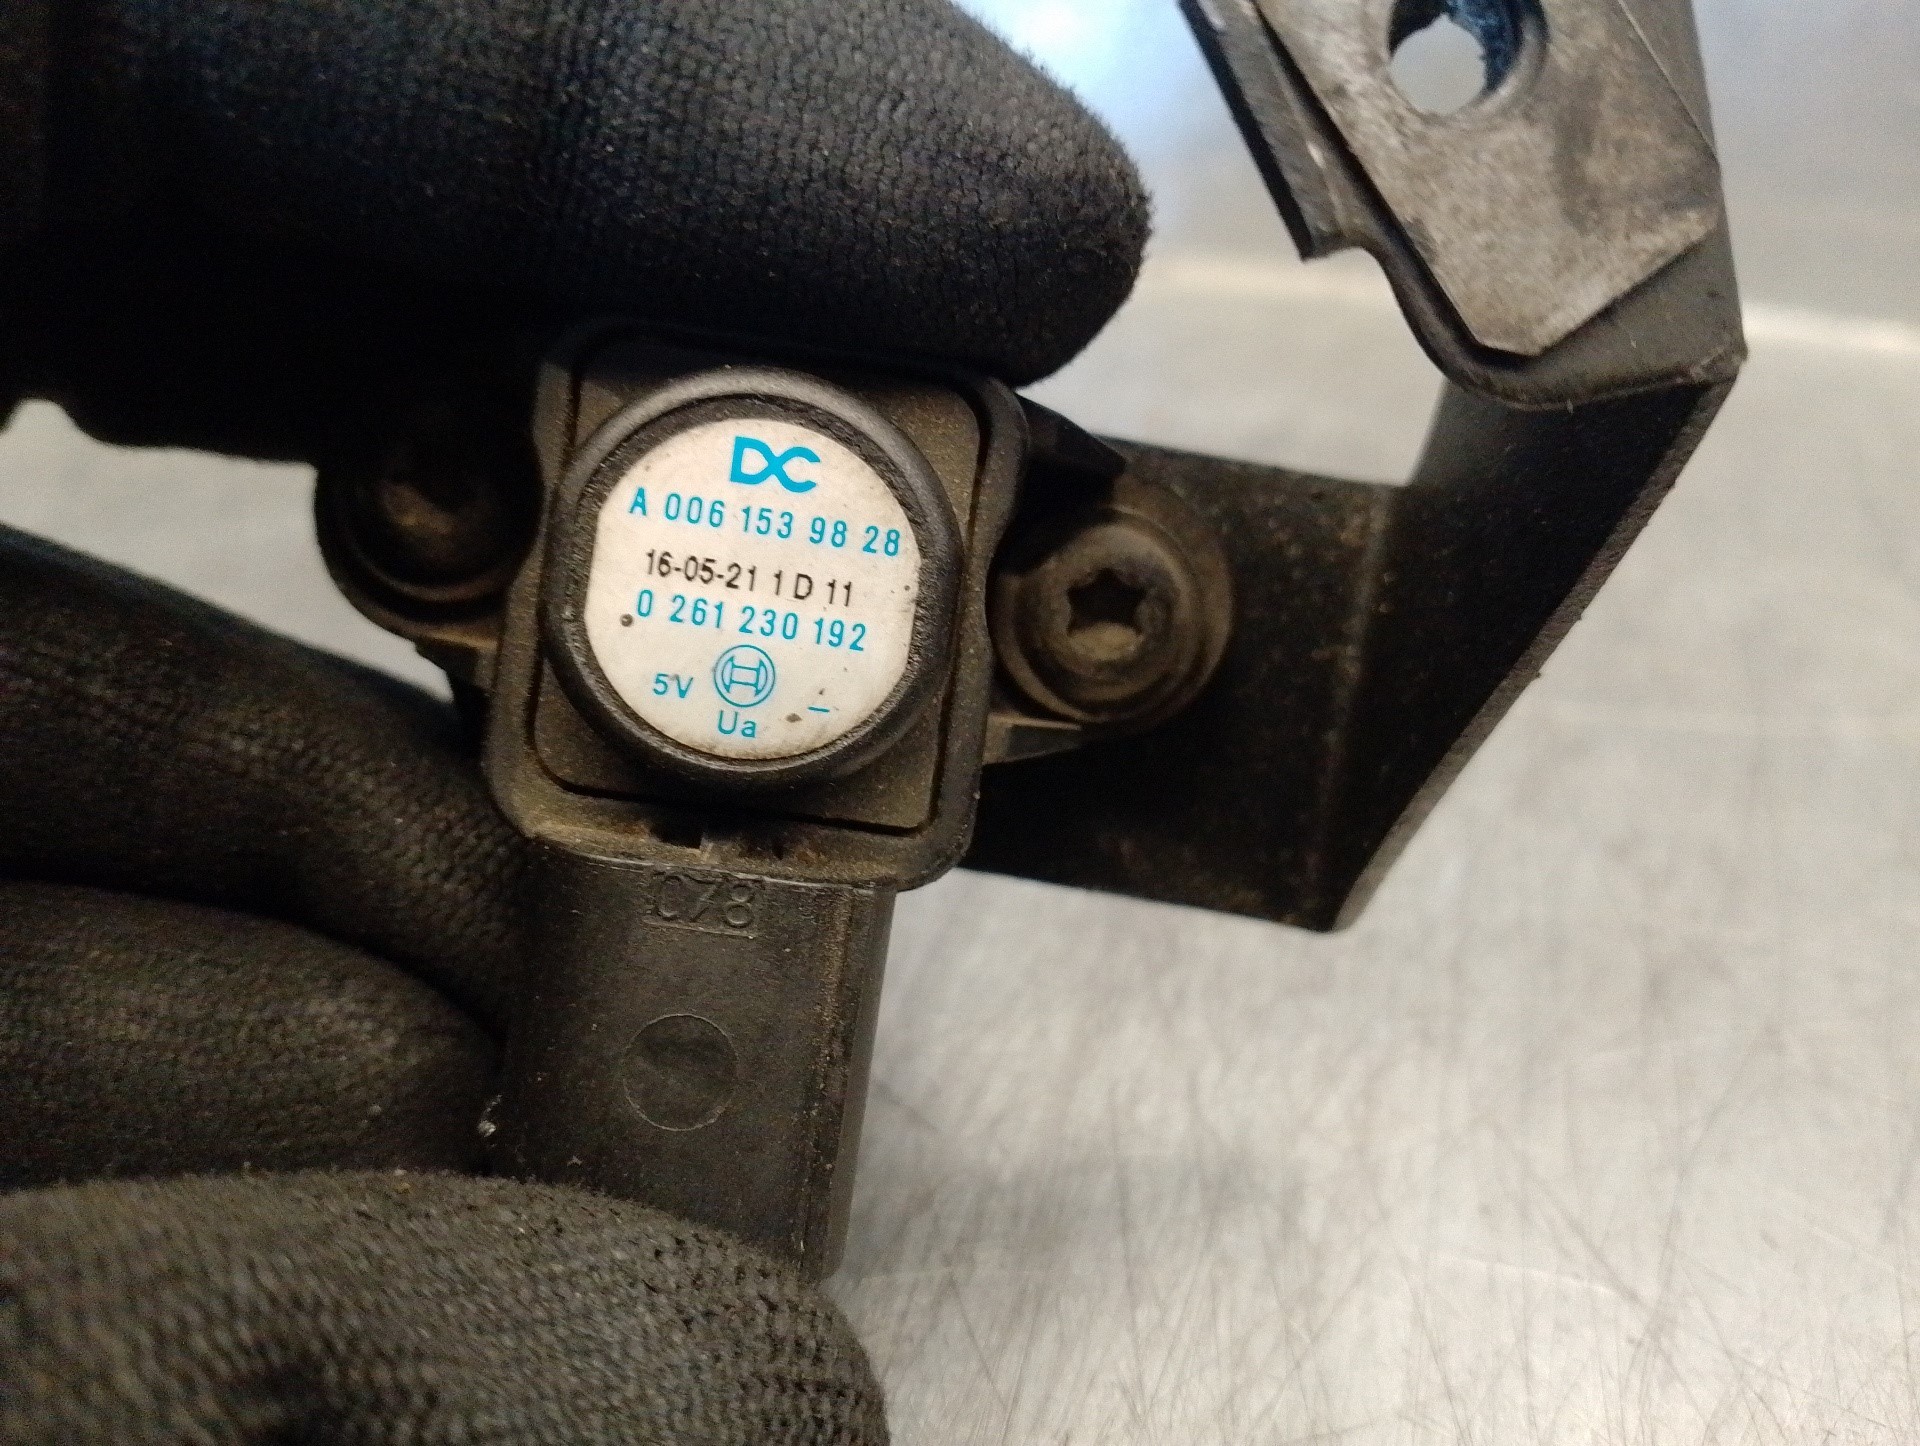 DC
A 006 153 98 28
16-05-21 1 D 11
0 261 230 192
5V -
Ua
C78